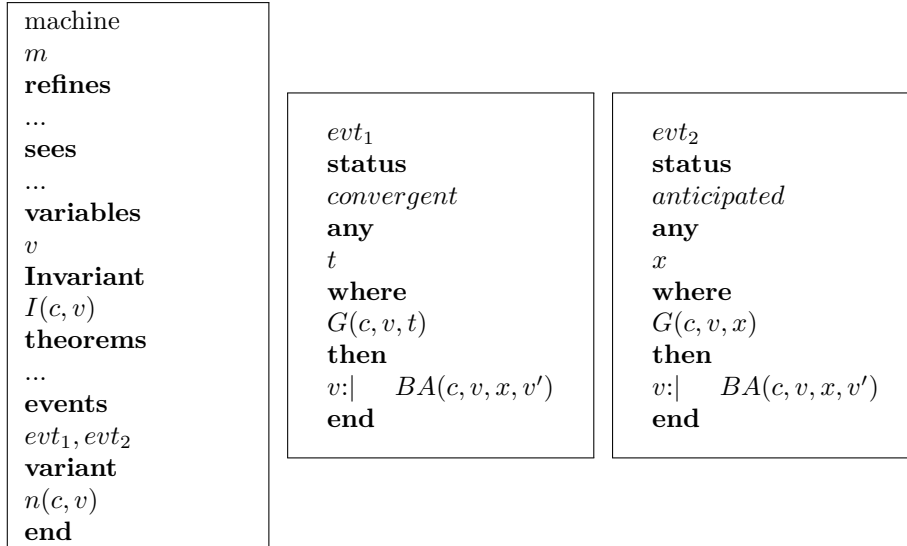 machine
m
refines
...
sees
...
variables
v
Invariant
I(c, v)
theorems
...
events
evt₁, evt₂
variant
n(c, v)
end
evt₁
status
convergent
any
t
where
G(c, v, t)
then
v:| BA(c, v, x, v′)
end
evt₂
status
anticipated
any
x
where
G(c, v, x)
then
v:| BA(c, v, x, v′)
end